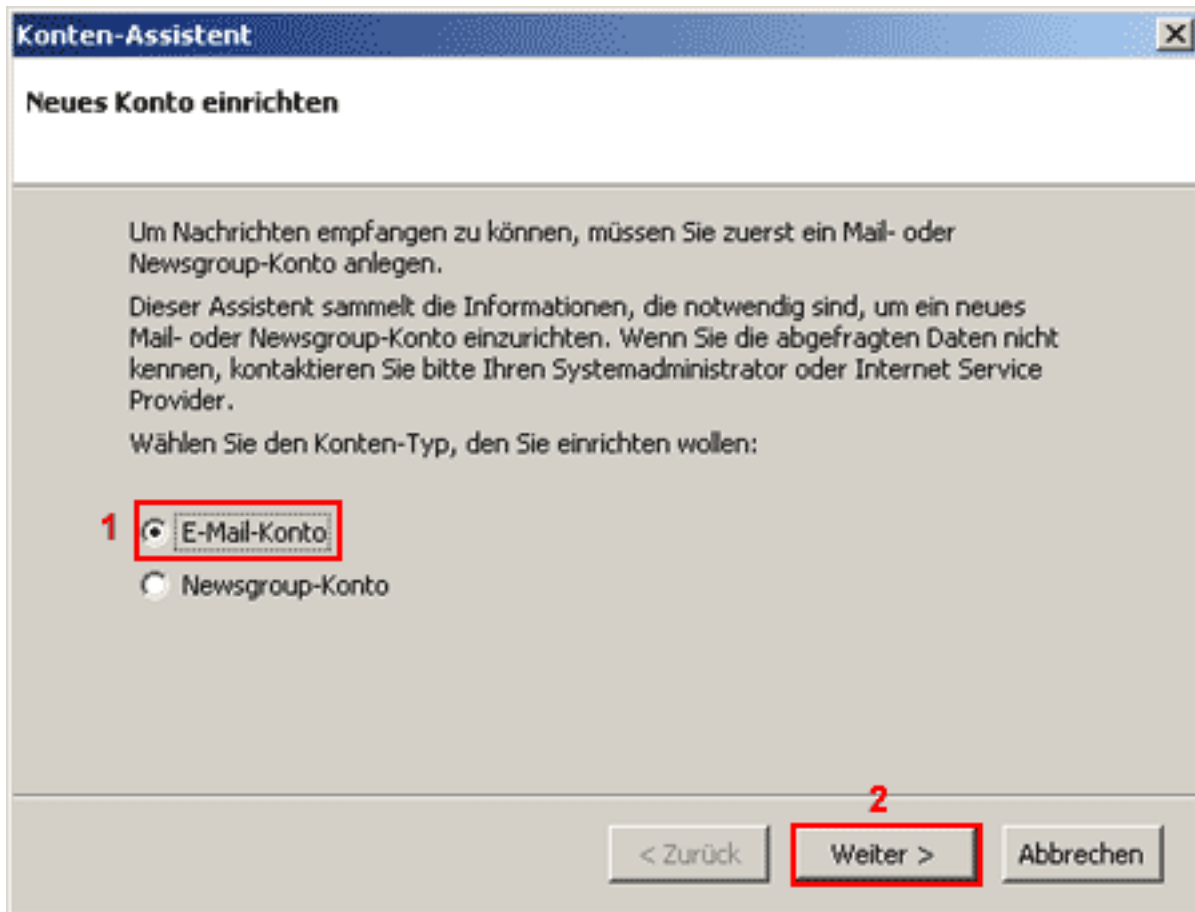 Konten-Assistent
Neues Konto einrichten
Um Nachrichten empfangen zu können, müssen Sie zuerst ein Mail- oder
Newsgroup-Konto anlegen.
Dieser Assistent sammelt die Informationen, die notwendig sind, um ein neues
Mail- oder Newsgroup-Konto einzurichten. Wenn Sie die abgefragten Daten nicht
kennen, kontaktieren Sie bitte Ihren Systemadministrator oder Internet Service
Provider.
Wählen Sie den Konten-Typ, den Sie einrichten wollen:
1 E-Mail-Konto
Newsgroup-Konto
2
< Zurück Weiter > Abbrechen